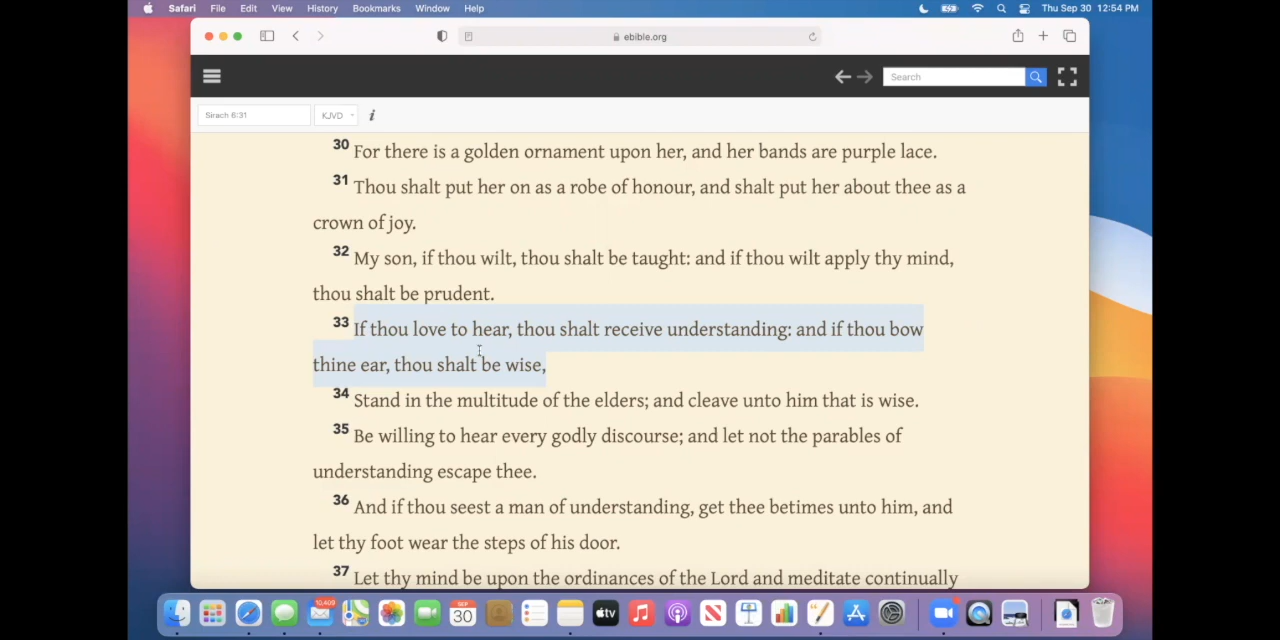 Safari File Edit View History Bookmarks Window Help Thu Sep 30 12:54 PM
ebible.org
Search
Sirach 6:31 KJVD i
30 For there is a golden ornament upon her, and her bands are purple lace.
31 Thou shalt put her on as a robe of honour, and shalt put her about thee as a
crown of joy.
32 My son, if thou wilt, thou shalt be taught: and if thou wilt apply thy mind,
thou shalt be prudent.
33 If thou love to hear, thou shalt receive understanding: and if thou bow
thine ear, thou shalt be wise,
34 Stand in the multitude of the elders; and cleave unto him that is wise.
35 Be willing to hear every godly discourse; and let not the parables of
understanding escape thee.
36 And if thou seest a man of understanding, get thee betimes unto him, and
let thy foot wear the steps of his door.
37 Let thy mind be upon the ordinances of the Lord and meditate continually
10,409
SEP
30
tv